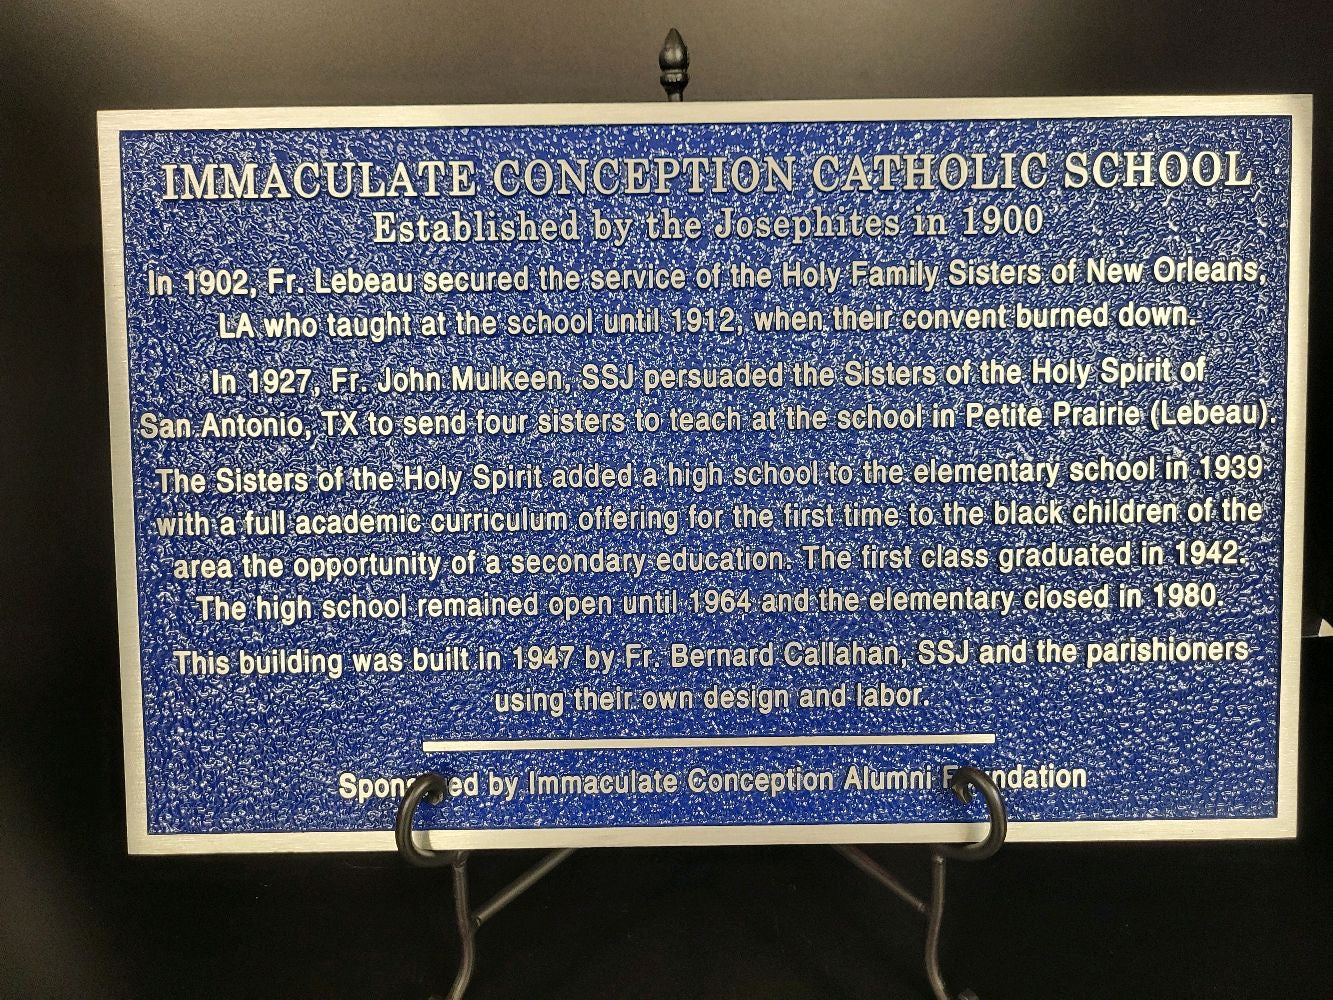 IMMACULATE CONCEPTION CATHOLIC SCHOOL
Established by the Josephites in 1900
In 1902, Fr. Lebeau secured the service of the Holy Family Sisters of New Orleans,
LA who taught at the school until 1912, when their convent burned down.
In 1927, Fr. John Mulkeen, SSJ persuaded the Sisters of the Holy Spirit of
San Antonio, TX to send four sisters to teach at the school in Petite Prairie (Lebeau).
The Sisters of the Holy Spirit added a high school to the elementary school in 1939
with a full academic curriculum offering for the first time to the black children of the
area the opportunity of a secondary education. The first class graduated in 1942.
The high school remained open until 1964 and the elementary closed in 1980.
This building was built in 1947 by Fr. Bernard Callahan, SSJ and the parishioners
using their own design and labor.
Sponsored by Immaculate Conception Alumni Foundation